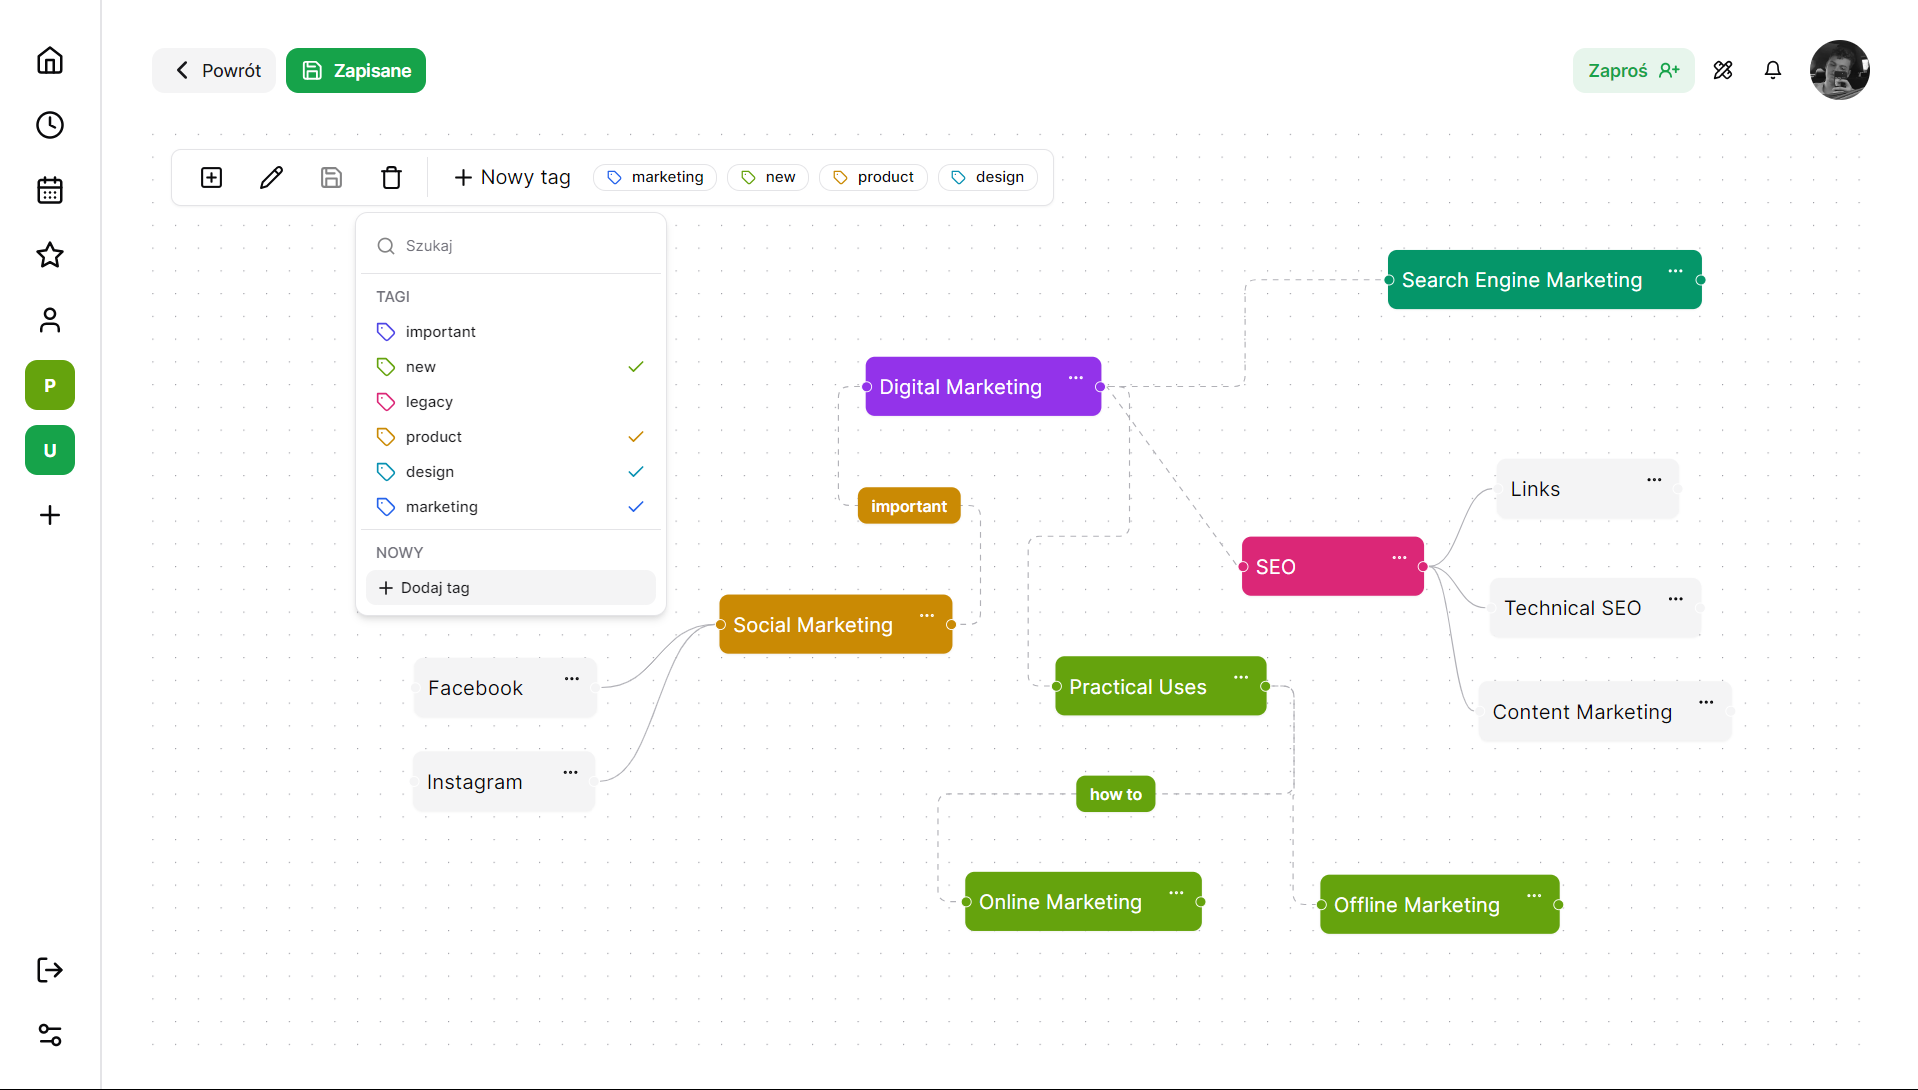 Powrót
Zapisane
Zaproś
Nowy tag
marketing
new
product
design
Szukaj
TAGI
important
new
legacy
product
design
marketing
NOWY
Dodaj tag
P
U
Search Engine Marketing
Digital Marketing
important
Links
SEO
Technical SEO
Social Marketing
Facebook
Practical Uses
Content Marketing
Instagram
how to
Online Marketing
Offline Marketing